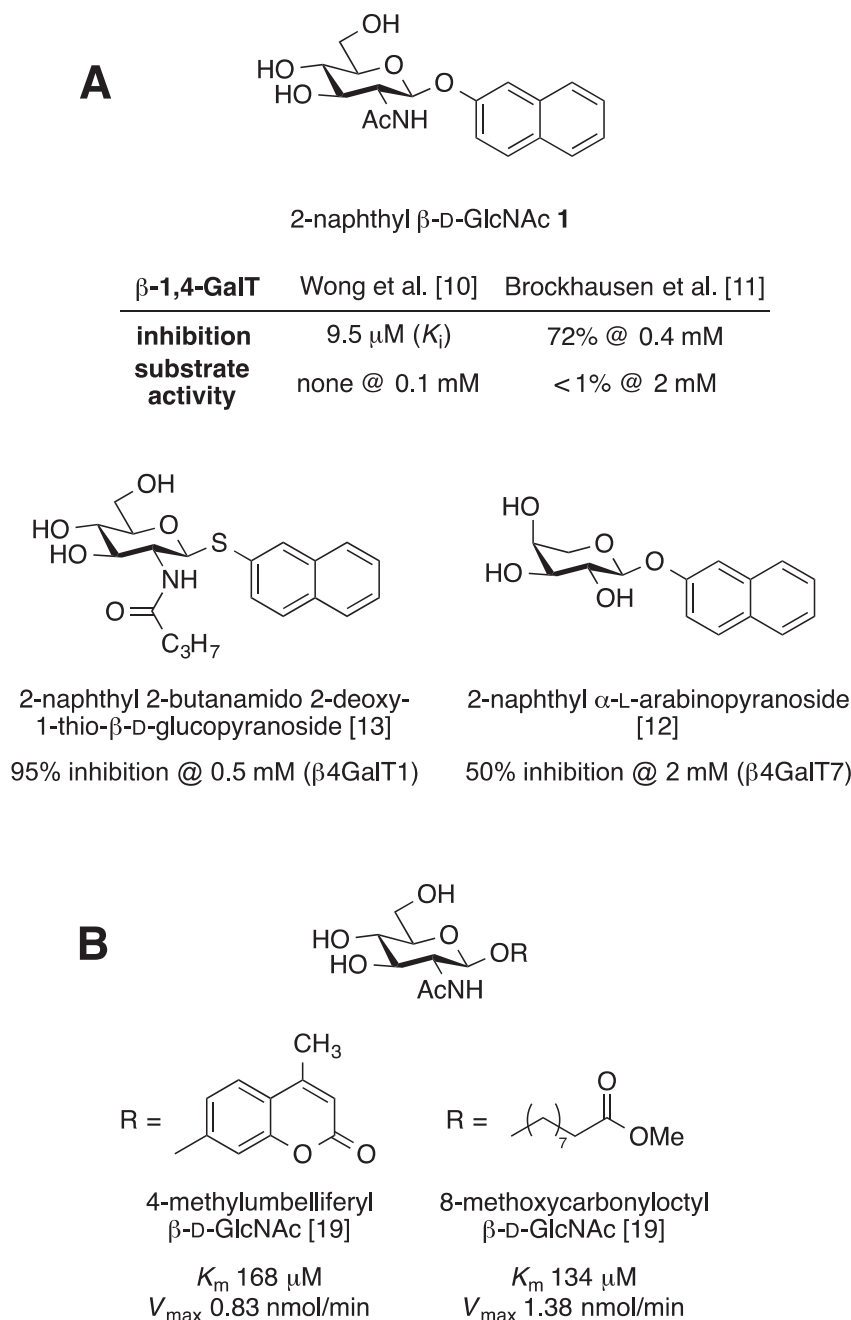 A
OH
HO
O
O
HO
AcNH
2-naphthyl β-D-GlcNAc 1
β-1,4-GalT Wong et al. [10] Brockhausen et al. [11]
inhibition 9.5 μM (Ki) 72% @ 0.4 mM
substrate activity none @ 0.1 mM <1% @ 2 mM
OH
HO
O
S
HO
NH
O
C3H7
2-naphthyl 2-butanamido 2-deoxy-
1-thio-β-D-glucopyranoside [13]
95% inhibition @ 0.5 mM (β4GalT1)
HO
O
O
HO
OH
2-naphthyl α-L-arabinopyranoside
[12]
50% inhibition @ 2 mM (β4GalT7)
B
OH
HO
O
OR
HO
AcNH
CH3
R =
O
O
4-methylumbelliferyl
β-D-GlcNAc [19]
Km 168 μM
Vmax 0.83 nmol/min
O
R =
7
OMe
8-methoxycarbonyloctyl
β-D-GlcNAc [19]
Km 134 μM
Vmax 1.38 nmol/min